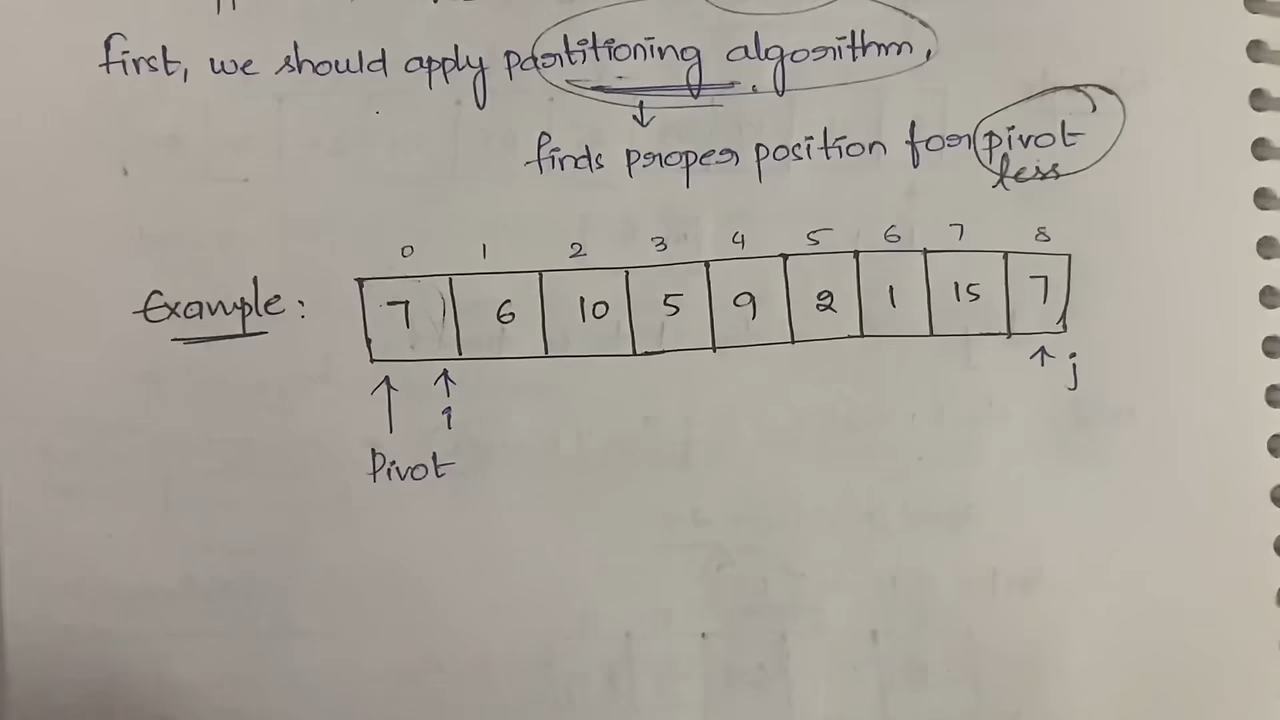 first, we should apply partitioning algorithm.
finds proper position for pivot
less
0 1 2 3 4 5 6 7 8
Example: 7 6 10 5 9 2 1 15 7
i j
Pivot